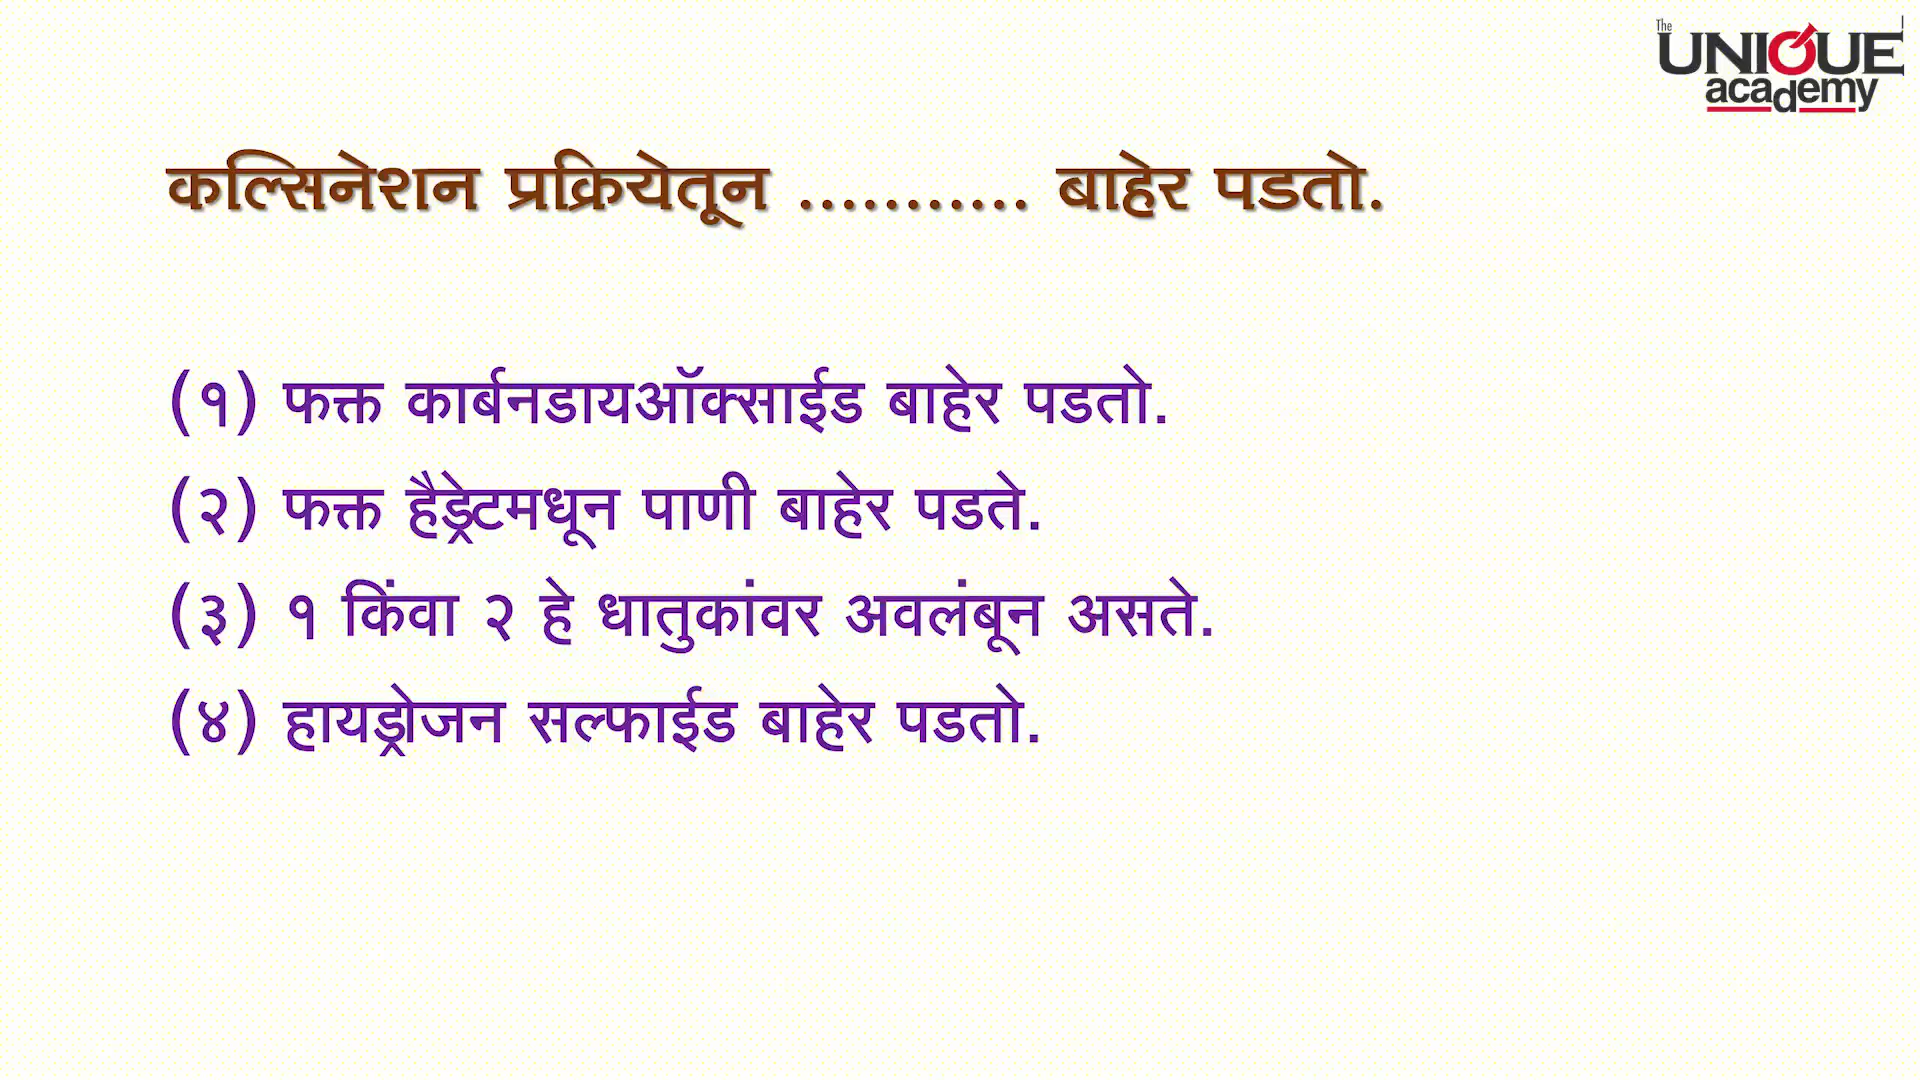 The
UNIQUE
academy
कल्सिनेशन प्रक्रियेतून ........... बाहेर पडतो.
(१) फक्त कार्बनडायऑक्साईड बाहेर पडतो.
(२) फक्त हैड्रेटमधून पाणी बाहेर पडते.
(३) १ किंवा २ हे धातुकांवर अवलंबून असते.
(४) हायड्रोजन सल्फाईड बाहेर पडतो.